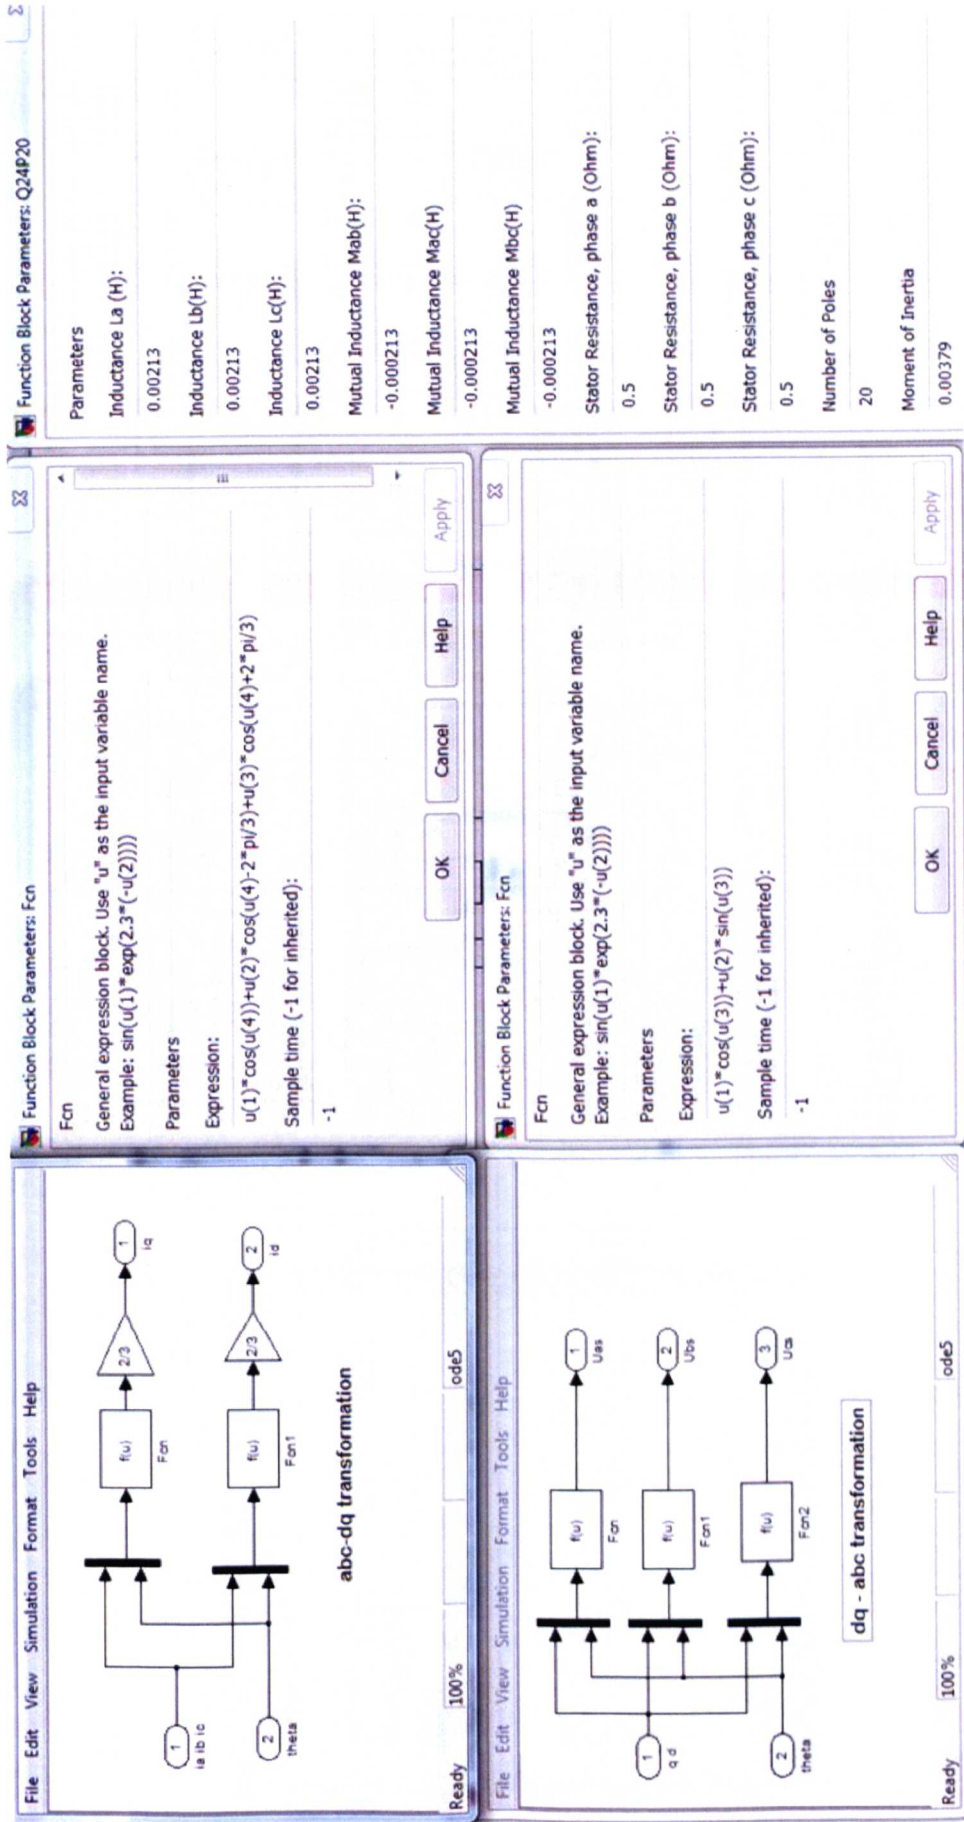 File Edit View Simulation Format Tools Help
1
ia ib ic
2
theta
f(u)
Fcn
2/3
1
iq
f(u)
Fcn1
2/3
2
id
abc-dq transformation
Ready
100%
ode5
File Edit View Simulation Format Tools Help
1
q d
2
theta
f(u)
Fcn
1
Uas
f(u)
Fcn1
2
Ubs
f(u)
Fcn2
3
Ucs
dq - abc transformation
Ready
100%
ode5
Function Block Parameters: Fcn
Fcn
General expression block. Use "u" as the input variable name.
Example: sin(u(1)*exp(2.3*(-u(2))))
Parameters
Expression:
u(1)*cos(u(4))+u(2)*cos(u(4)-2*pi/3)+u(3)*cos(u(4)+2*pi/3)
Sample time (-1 for inherited):
-1
OK Cancel Help Apply
Function Block Parameters: Fcn
Fcn
General expression block. Use "u" as the input variable name.
Example: sin(u(1)*exp(2.3*(-u(2))))
Parameters
Expression:
u(1)*cos(u(3))+u(2)*sin(u(3))
Sample time (-1 for inherited):
-1
OK Cancel Help Apply
Function Block Parameters: Q24P20
Parameters
Inductance La (H):
0.00213
Inductance Lb(H):
0.00213
Inductance Lc(H):
0.00213
Mutual Inductance Mab(H):
-0.000213
Mutual Inductance Mac(H)
-0.000213
Mutual Inductance Mbc(H)
-0.000213
Stator Resistance, phase a (Ohm):
0.5
Stator Resistance, phase b (Ohm):
0.5
Stator Resistance, phase c (Ohm):
0.5
Number of Poles
20
Moment of Inertia
0.00379